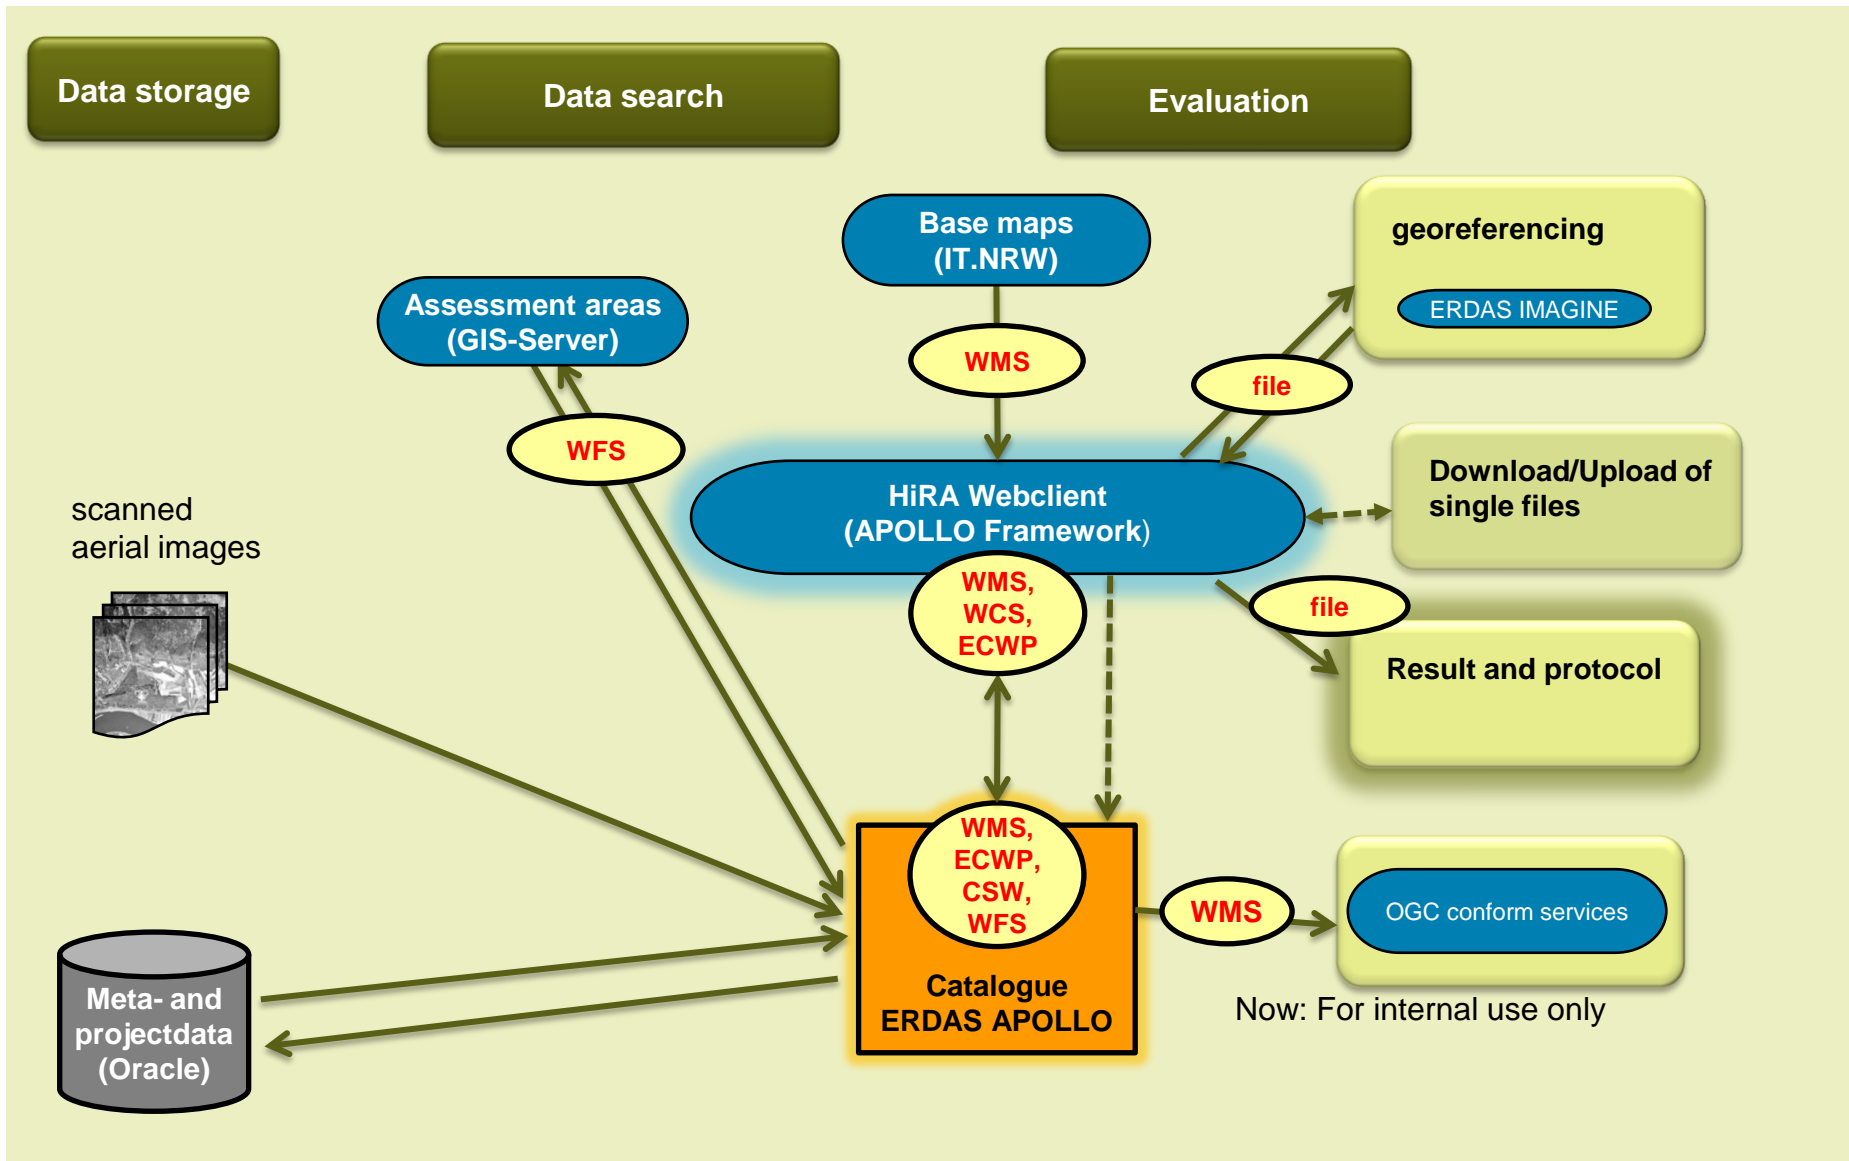 Data storage
Data search
Evaluation
Base maps
(IT.NRW)
georeferencing
ERDAS IMAGINE
Assessment areas
(GIS-Server)
WMS
file
WFS
HiRA Webclient
(APOLLO Framework)
Download/Upload of
single files
scanned
aerial images
WMS,
WCS,
ECWP
file
Result and protocol
WMS,
ECWP,
CSW,
WFS
Catalogue
ERDAS APOLLO
WMS
OGC conform services
Now: For internal use only
Meta- and
projectdata
(Oracle)